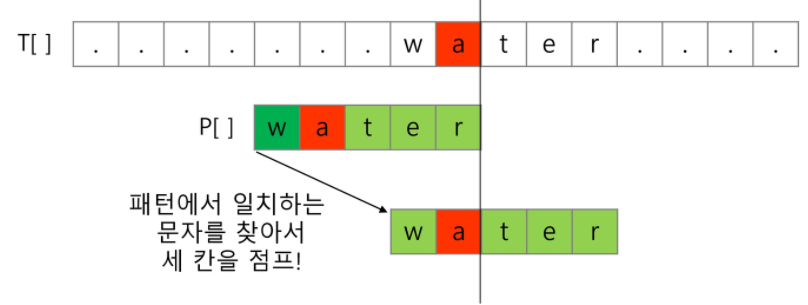 T[ ] . . . . . . . w a t e r . . . .
P[ ] w a t e r
패턴에서 일치하는
문자를 찾아서
세 칸을 점프!
w a t e r